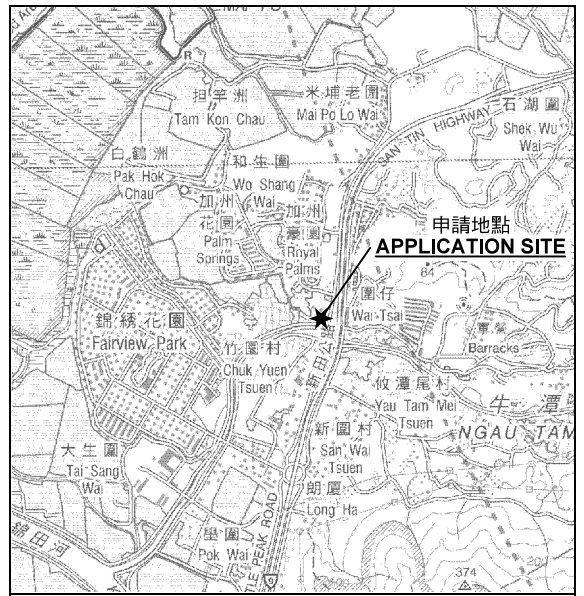 R
担竿洲
Tam Kon Chau
米埔老圍
Mai Po Lo Wai
石湖圍
Shek Wu
Wai
SAN TIN HIGHWAY
白鶴洲
Pak Hok
Chau
和生圍
Wo Shang
Wai
加州
花園
Palm
Springs
加州
豪園
Royal
Palms
申請地點
APPLICATION SITE
84
圍仔
Wai Tsai
軍營
Barracks
錦綉花園
Fairview Park
竹園村
Chuk Yuen
Tsuen
攸潭尾村
Yau Tam Mei
Tsuen
牛潭
NGAU TAM
新圍村
San Wai
Tsuen
大生圍
Tai Sang
Wai
朗廈
Long Ha
壆圍
Pok Wai
TLE PEAK ROAD
錦田河
9
374